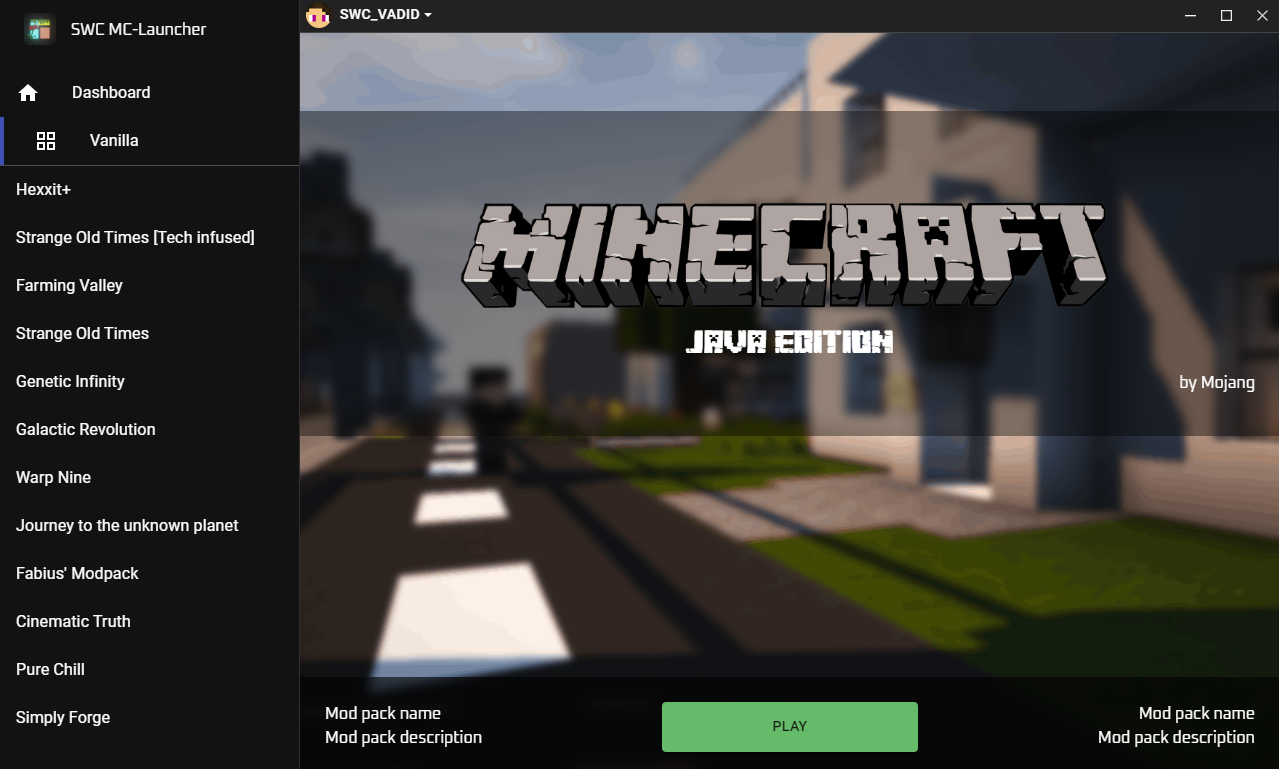 SWC MC-Launcher
SWC_VADID
Dashboard
Vanilla
Hexxit+
Strange Old Times [Tech infused]
Farming Valley
Strange Old Times
Genetic Infinity
Galactic Revolution
Warp Nine
Journey to the unknown planet
Fabius' Modpack
Cinematic Truth
Pure Chill
Simply Forge
MINECRAFT
JAVA EDITION
by Mojang
Mod pack name
Mod pack description
PLAY
Mod pack name
Mod pack description